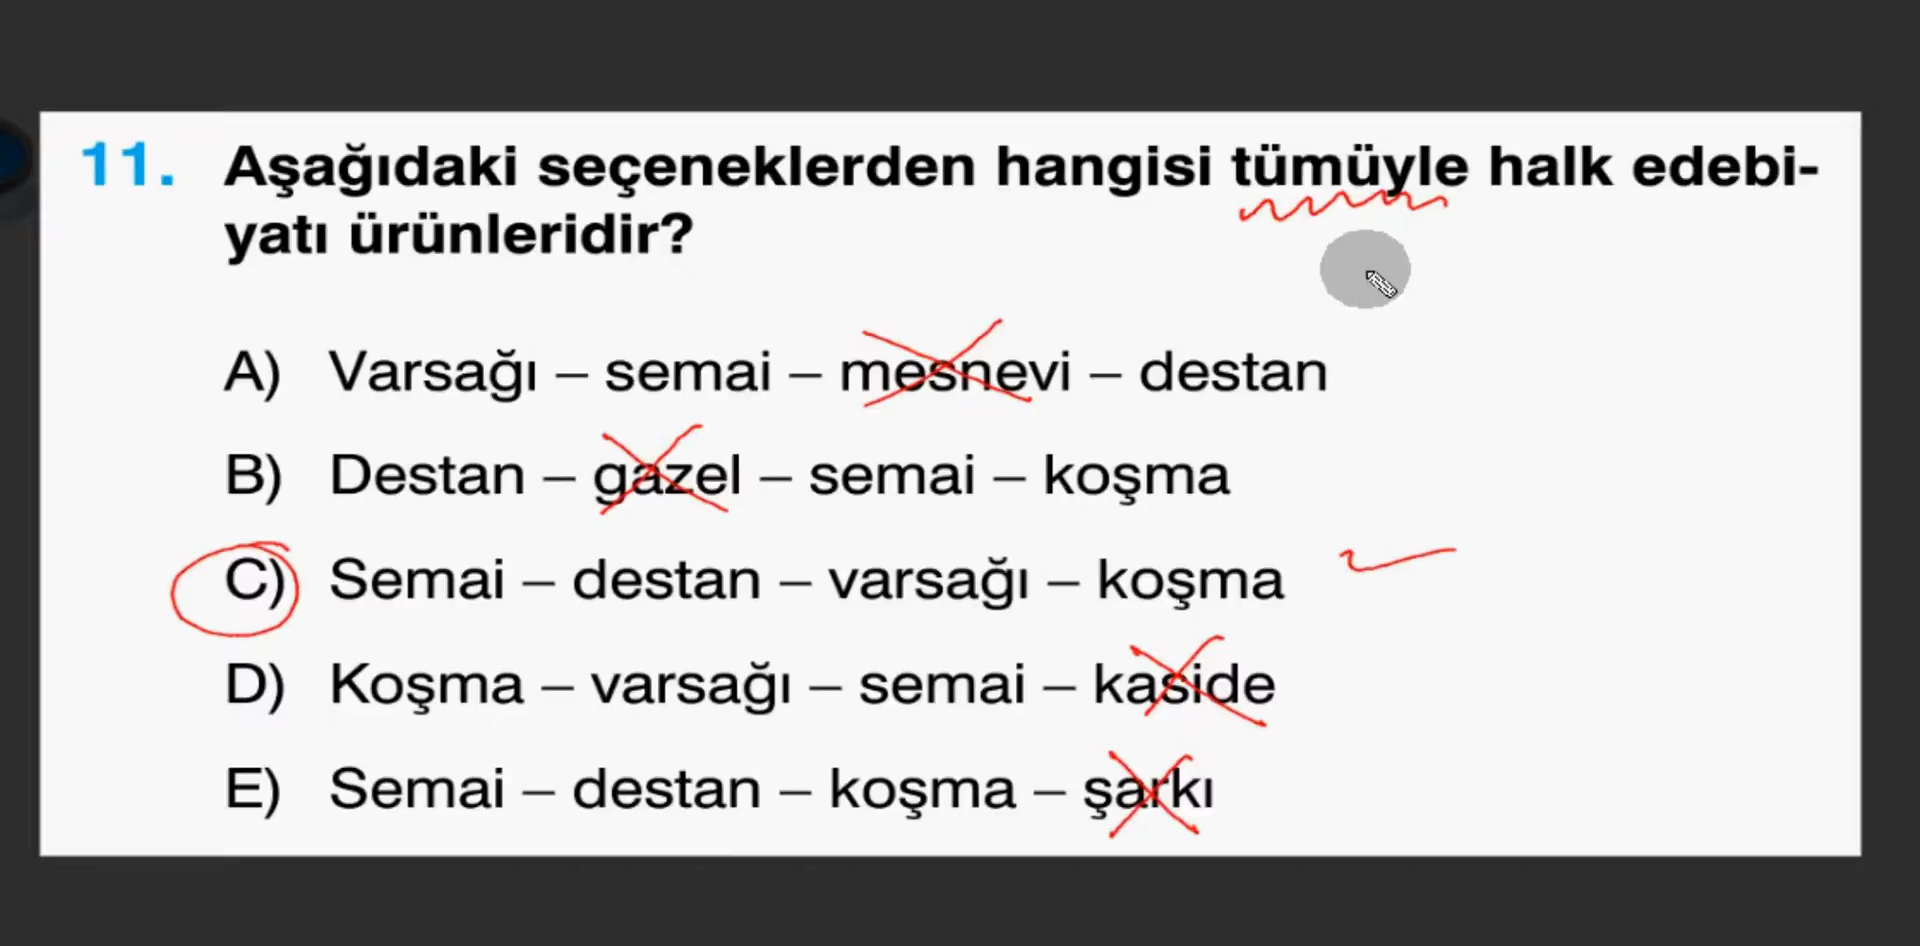 11. Aşağıdaki seçeneklerden hangisi tümüyle halk edebi-
yatı ürünleridir?
A) Varsağı – semai – mesnevi – destan
B) Destan – gazel – semai – koşma
C) Semai – destan – varsağı – koşma
D) Koşma – varsağı – semai – kaside
E) Semai – destan – koşma – şarkı